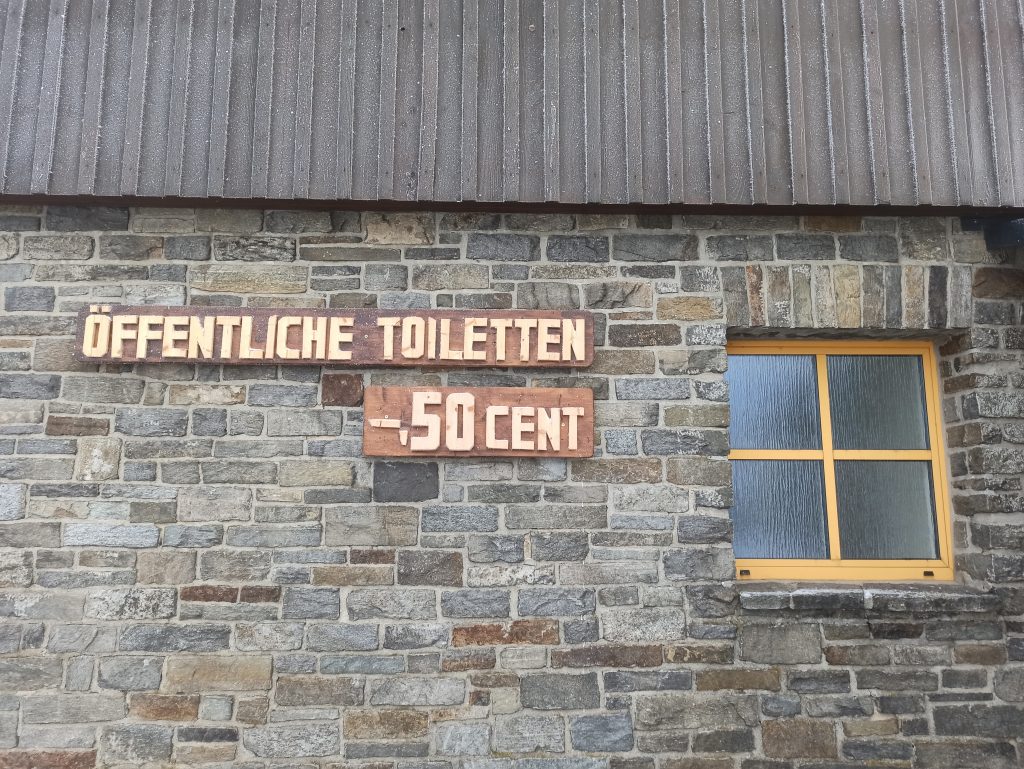 ÖFFENTLICHE TOILETTEN
-,50 CENT